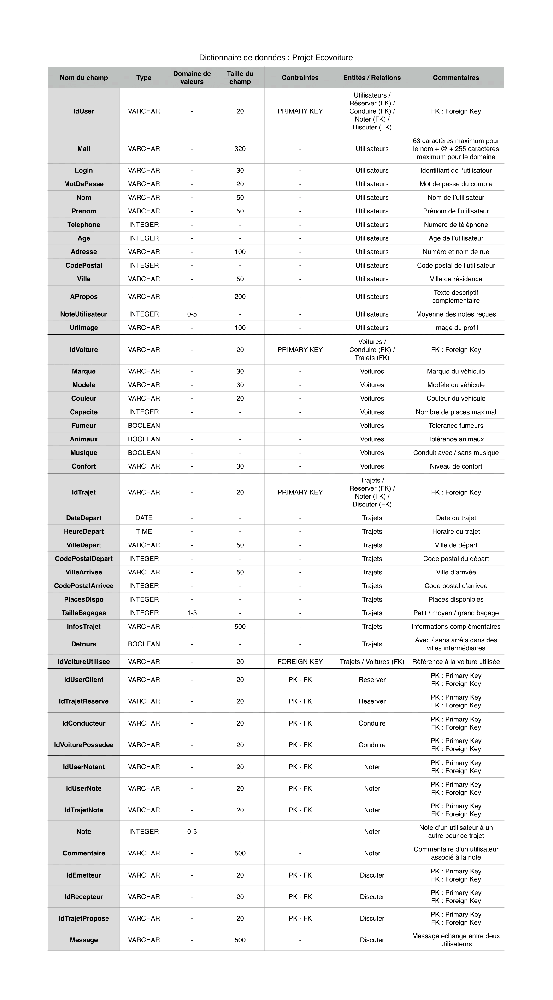 Dictionnaire de données : Projet Ecovoiture
Nom du champ Type Domaine de valeurs Taille du champ Contraintes Entités / Relations Commentaires
IdUser VARCHAR - 20 PRIMARY KEY Utilisateurs / Réserver (FK) / Conduire (FK) / Noter (FK) / Discuter (FK) FK : Foreign Key
Mail VARCHAR - 320 - Utilisateurs 63 caractères maximum pour le nom + @ + 255 caractères maximum pour le domaine
Login VARCHAR - 30 - Utilisateurs Identifiant de l’utilisateur
MotDePasse VARCHAR - 20 - Utilisateurs Mot de passe du compte
Nom VARCHAR - 50 - Utilisateurs Nom de l’utilisateur
Prenom VARCHAR - 50 - Utilisateurs Prénom de l’utilisateur
Telephone INTEGER - - - Utilisateurs Numéro de téléphone
Age INTEGER - - - Utilisateurs Age de l’utilisateur
Adresse VARCHAR - 100 - Utilisateurs Numéro et nom de rue
CodePostal INTEGER - - - Utilisateurs Code postal de l’utilisateur
Ville VARCHAR - 50 - Utilisateurs Ville de résidence
APropos VARCHAR - 200 - Utilisateurs Texte descriptif complémentaire
NoteUtilisateur INTEGER 0-5 - - Utilisateurs Moyenne des notes reçues
UrlImage VARCHAR - 100 - Utilisateurs Image du profil
IdVoiture VARCHAR - 20 PRIMARY KEY Voitures / Conduire (FK) / Trajets (FK) FK : Foreign Key
Marque VARCHAR - 30 - Voitures Marque du véhicule
Modele VARCHAR - 30 - Voitures Modèle du véhicule
Couleur VARCHAR - 20 - Voitures Couleur du véhicule
Capacite INTEGER - - - Voitures Nombre de places maximal
Fumeur BOOLEAN - - - Voitures Tolérance fumeurs
Animaux BOOLEAN - - - Voitures Tolérance animaux
Musique BOOLEAN - - - Voitures Conduit avec / sans musique
Confort VARCHAR - 30 - Voitures Niveau de confort
IdTrajet VARCHAR - 20 PRIMARY KEY Trajets / Reserver (FK) / Noter (FK) / Discuter (FK) FK : Foreign Key
DateDepart DATE - - - Trajets Date du trajet
HeureDepart TIME - - - Trajets Horaire du trajet
VilleDepart VARCHAR - 50 - Trajets Ville de départ
CodePostalDepart INTEGER - - - Trajets Code postal du départ
VilleArrivee VARCHAR - 50 - Trajets Ville d’arrivée
CodePostalArrivee INTEGER - - - Trajets Code postal d’arrivée
PlacesDispo INTEGER - - - Trajets Places disponibles
TailleBagages INTEGER 1-3 - - Trajets Petit / moyen / grand bagage
InfosTrajet VARCHAR - 500 - Trajets Informations complémentaires
Detours BOOLEAN - - - Trajets Avec / sans arrêts dans des villes intermédiaires
IdVoitureUtilisee VARCHAR - 20 FOREIGN KEY Trajets / Voitures (FK) Référence à la voiture utilisée
IdUserClient VARCHAR - 20 PK - FK Reserver PK : Primary Key FK : Foreign Key
IdTrajetReserve VARCHAR - 20 PK - FK Reserver PK : Primary Key FK : Foreign Key
IdConducteur VARCHAR - 20 PK - FK Conduire PK : Primary Key FK : Foreign Key
IdVoiturePossedee VARCHAR - 20 PK - FK Conduire PK : Primary Key FK : Foreign Key
IdUserNotant VARCHAR - 20 PK - FK Noter PK : Primary Key FK : Foreign Key
IdUserNote VARCHAR - 20 PK - FK Noter PK : Primary Key FK : Foreign Key
IdTrajetNote VARCHAR - 20 PK - FK Noter PK : Primary Key FK : Foreign Key
Note INTEGER 0-5 - - Noter Note d’un utilisateur à un autre pour ce trajet
Commentaire VARCHAR - 500 - Noter Commentaire d’un utilisateur associé à la note
IdEmetteur VARCHAR - 20 PK - FK Discuter PK : Primary Key FK : Foreign Key
IdRecepteur VARCHAR - 20 PK - FK Discuter PK : Primary Key FK : Foreign Key
IdTrajetPropose VARCHAR - 20 PK - FK Discuter PK : Primary Key FK : Foreign Key
Message VARCHAR - 500 - Discuter Message échangé entre deux utilisateurs